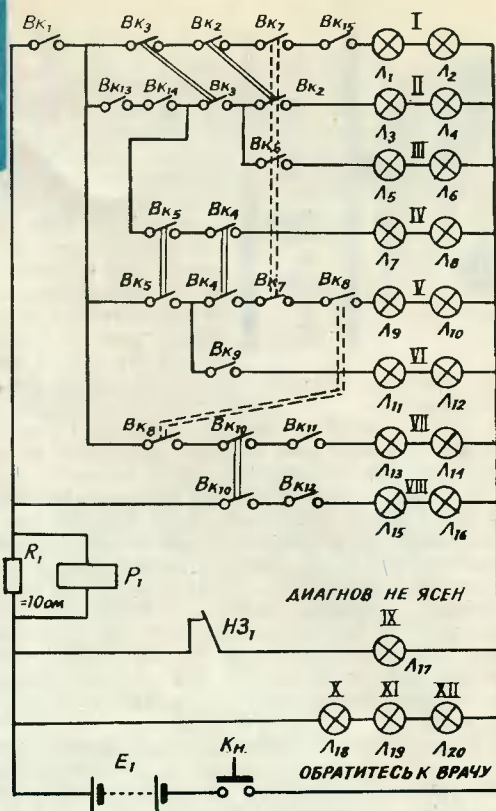 Вк₁ Вк₃ Вк₂ Вк₇ Вк₁₅ I
Л₁ Л₂
Вк₁₃ Вк₁₄ Вк₃ Вк₂ II
Л₃ Л₄
Вк₆ III
Л₅ Л₆
Вк₅ Вк₄ IV
Л₇ Л₈
Вк₅ Вк₄ Вк₇ Вк₈ V
Л₉ Л₁₀
Вк₉ VI
Л₁₁ Л₁₂
Вк₈ Вк₁₀ Вк₁₁ VII
Л₁₃ Л₁₄
Вк₁₀ Вк₁₂ VIII
Л₁₅ Л₁₆
R₁ P₁
=10ом
ДИАГНОВ НЕ ЯСЕН
НЗ₁ IX
Л₁₇
X XI XII
Л₁₈ Л₁₉ Л₂₀
E₁ Кн.
ОБРАТИТЕСЬ К ВРАЧУ